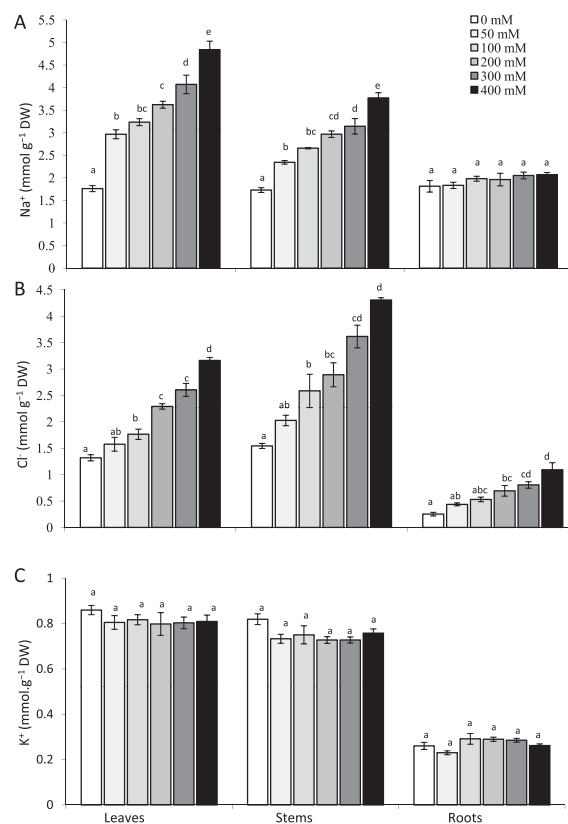 A
5.5
5
4.5
4
3.5
3
2.5
2
1.5
1
0.5
0
Na⁺ (mmol g⁻¹ DW)
0 mM
50 mM
100 mM
200 mM
300 mM
400 mM
a b bc c d e
a b bc cd d e
a a a a a a
B
4.5
4
3.5
3
2.5
2
1.5
1
0.5
0
Cl⁻ (mmol g⁻¹ DW)
a ab b c c d
a ab b bc cd d
a ab abc bc cd d
C
1
0.8
0.6
0.4
0.2
0
K⁺ (mmol.g⁻¹ DW)
a a a a a a
a a a a a a
a a a a a a
Leaves Stems Roots